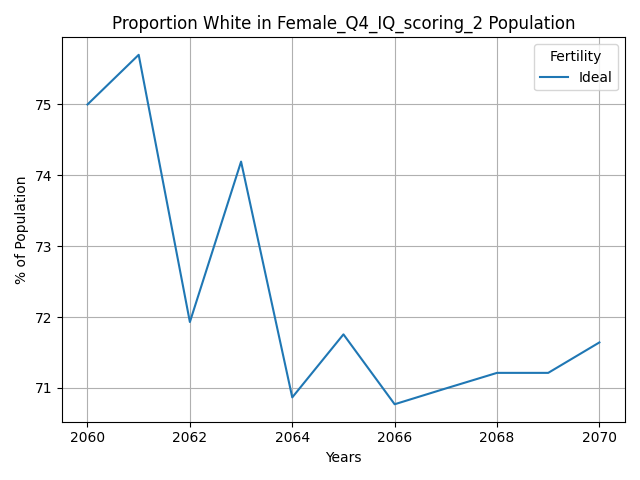 Proportion White in Female_Q4_IQ_scoring_2 Population
Fertility
Ideal
% of Population
75
74
73
72
71
2060
2062
2064
2066
2068
2070
Years